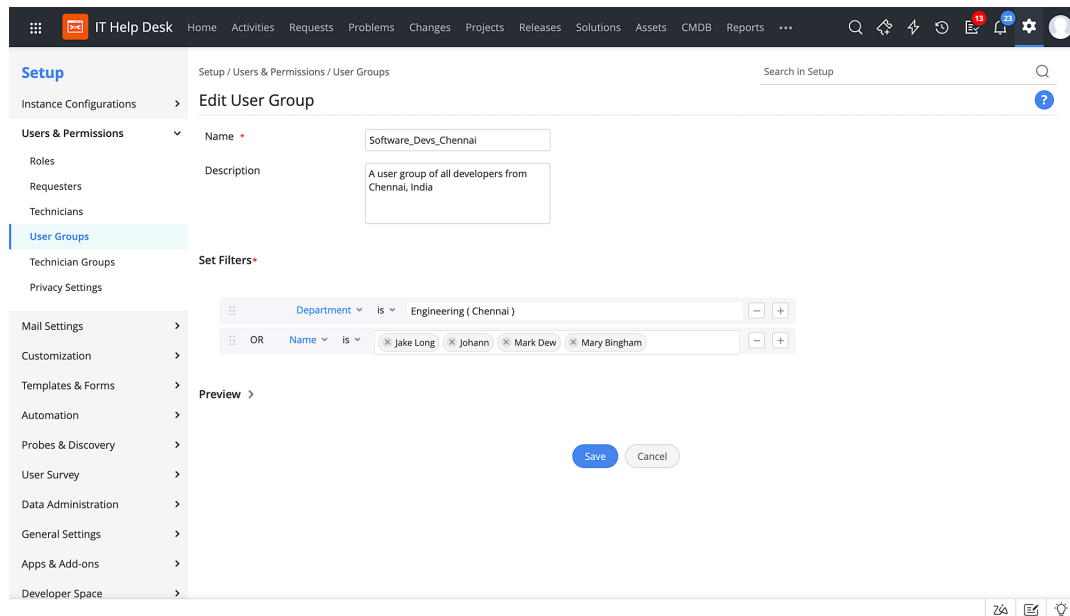 IT Help Desk Home Activities Requests Problems Changes Projects Releases Solutions Assets CMDB Reports ••• 13 23
Setup
Instance Configurations
Users & Permissions
Roles
Requesters
Technicians
User Groups
Technician Groups
Privacy Settings
Mail Settings
Customization
Templates & Forms
Automation
Probes & Discovery
User Survey
Data Administration
General Settings
Apps & Add-ons
Developer Space
Setup / Users & Permissions / User Groups
Search in Setup
Edit User Group
?
Name *
Software_Devs_Chennai
Description
A user group of all developers from
Chennai, India
Set Filters*
Department is Engineering ( Chennai )
OR Name is Jake Long Johann Mark Dew Mary Bingham
Preview
Save Cancel